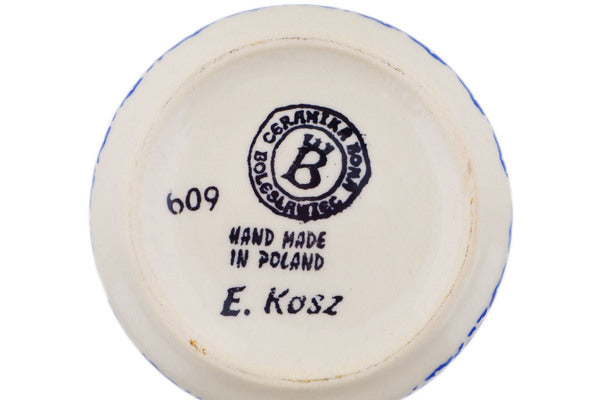 CERAMIKA BONA
B
BOLESŁAWIEC
609
HAND MADE
IN POLAND
E. Kosz